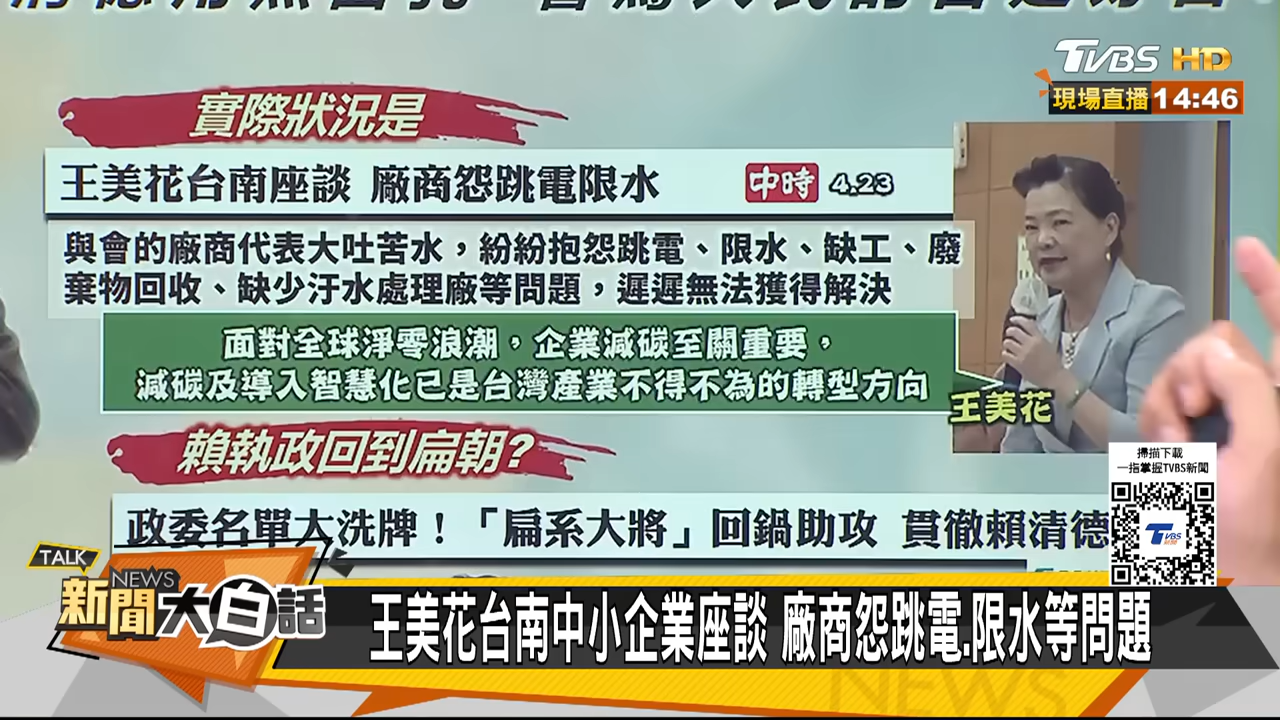 TVBS HD
現場直播 14:46
實際狀況是
王美花台南座談 廠商怨跳電限水 中時 4.23
與會的廠商代表大吐苦水，紛紛抱怨跳電、限水、缺工、廢
棄物回收、缺少汙水處理廠等問題，遲遲無法獲得解決
面對全球淨零浪潮，企業減碳至關重要，
減碳及導入智慧化已是台灣產業不得不為的轉型方向
王美花
賴執政回到扁朝?
掃描下載
一指掌握TVBS新聞
TVBS
政委名單大洗牌！「扁系大將」回鍋助攻 貫徹賴清德
TALK
NEWS
新聞大白話
王美花台南中小企業座談 廠商怨跳電.限水等問題
NEWS